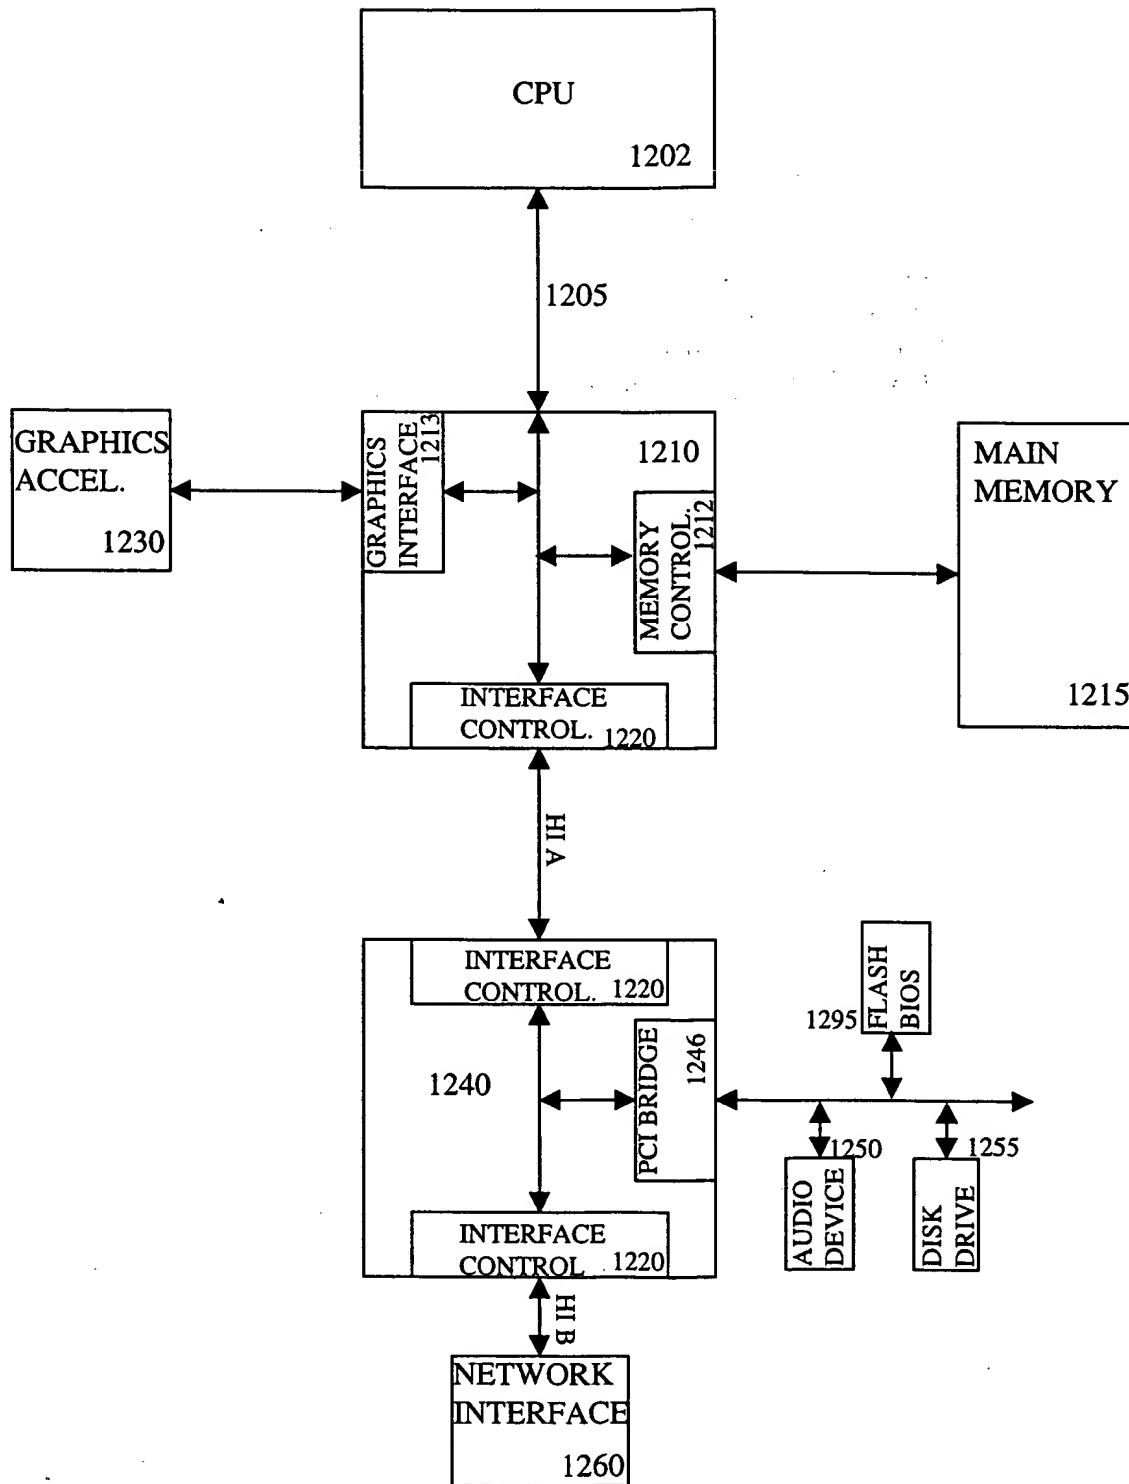 CPU
1202
1205
GRAPHICS
ACCEL.
1230
GRAPHICS
INTERFACE
1213
1210
MEMORY
CONTROL.
1212
MAIN
MEMORY
1215
INTERFACE
CONTROL.
1220
HI A
INTERFACE
CONTROL.
1220
1240
PCI BRIDGE
1246
1295
FLASH
BIOS
1250
AUDIO
DEVICE
1255
DISK
DRIVE
INTERFACE
CONTROL
1220
HI B
NETWORK
INTERFACE
1260